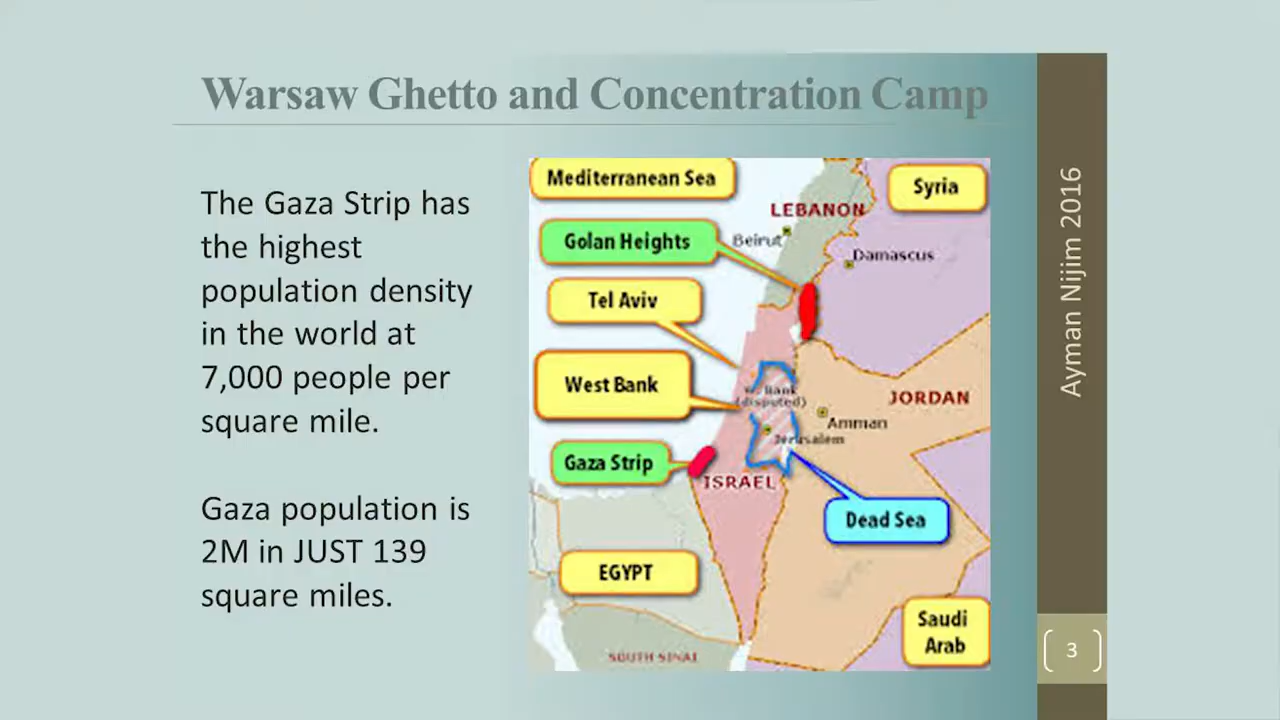 Warsaw Ghetto and Concentration Camp
The Gaza Strip has
the highest
population density
in the world at
7,000 people per
square mile.
Gaza population is
2M in JUST 139
square miles.
Mediterranean Sea
Syria
LEBANON
Golan Heights
Beirut
Damascus
Tel Aviv
West Bank
W. Bank
(disputed)
JORDAN
Amman
Jerusalem
Gaza Strip
ISRAEL
Dead Sea
EGYPT
Saudi
Arab
SOUTH SINAI
Ayman Nijim 2016
3